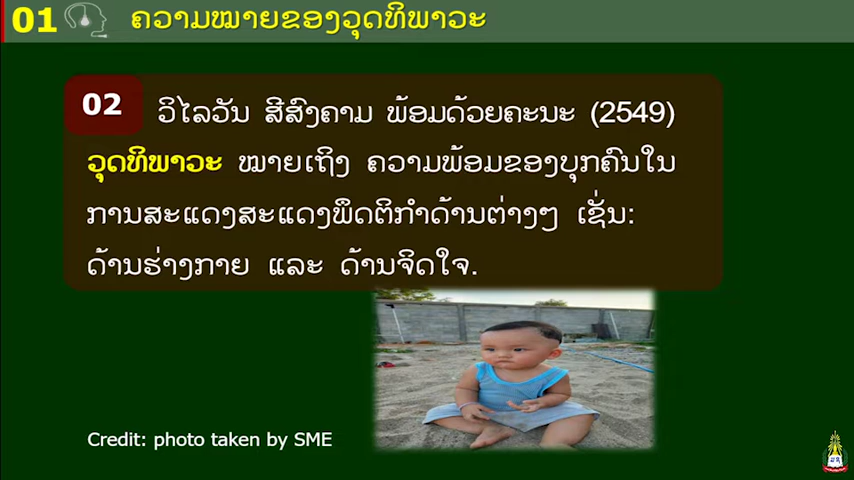 01 ຄວາມໝາຍຂອງວຸດທິພາວະ
02 ວິໄລວັນ ສີສົງຄາມ ພ້ອມດ້ວຍຄະນະ (2549)
ວຸດທິພາວະ ໝາຍເຖິງ ຄວາມພ້ອມຂອງບຸກຄົນໃນ
ການສະແດງສະແດງພຶດຕິກຳດ້ານຕ່າງໆ ເຊັ່ນ:
ດ້ານຮ່າງກາຍ ແລະ ດ້ານຈິດໃຈ.
Credit: photo taken by SME